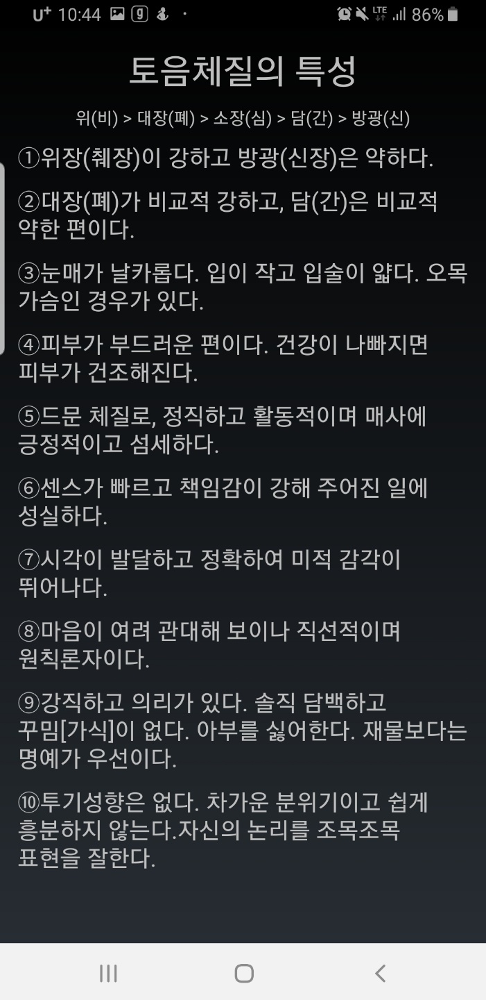 U+ 10:44 g LTE 86%
토음체질의 특성
위(비) > 대장(폐) > 소장(심) > 담(간) > 방광(신)
①위장(췌장)이 강하고 방광(신장)은 약하다.
②대장(폐)가 비교적 강하고, 담(간)은 비교적
약한 편이다.
③눈매가 날카롭다. 입이 작고 입술이 얇다. 오목
가슴인 경우가 있다.
④피부가 부드러운 편이다. 건강이 나빠지면
피부가 건조해진다.
⑤드문 체질로, 정직하고 활동적이며 매사에
긍정적이고 섬세하다.
⑥센스가 빠르고 책임감이 강해 주어진 일에
성실하다.
⑦시각이 발달하고 정확하여 미적 감각이
뛰어나다.
⑧마음이 여려 관대해 보이나 직선적이며
원칙론자이다.
⑨강직하고 의리가 있다. 솔직 담백하고
꾸밈[가식]이 없다. 아부를 싫어한다. 재물보다는
명예가 우선이다.
⑩투기성향은 없다. 차가운 분위기이고 쉽게
흥분하지 않는다.자신의 논리를 조목조목
표현을 잘한다.